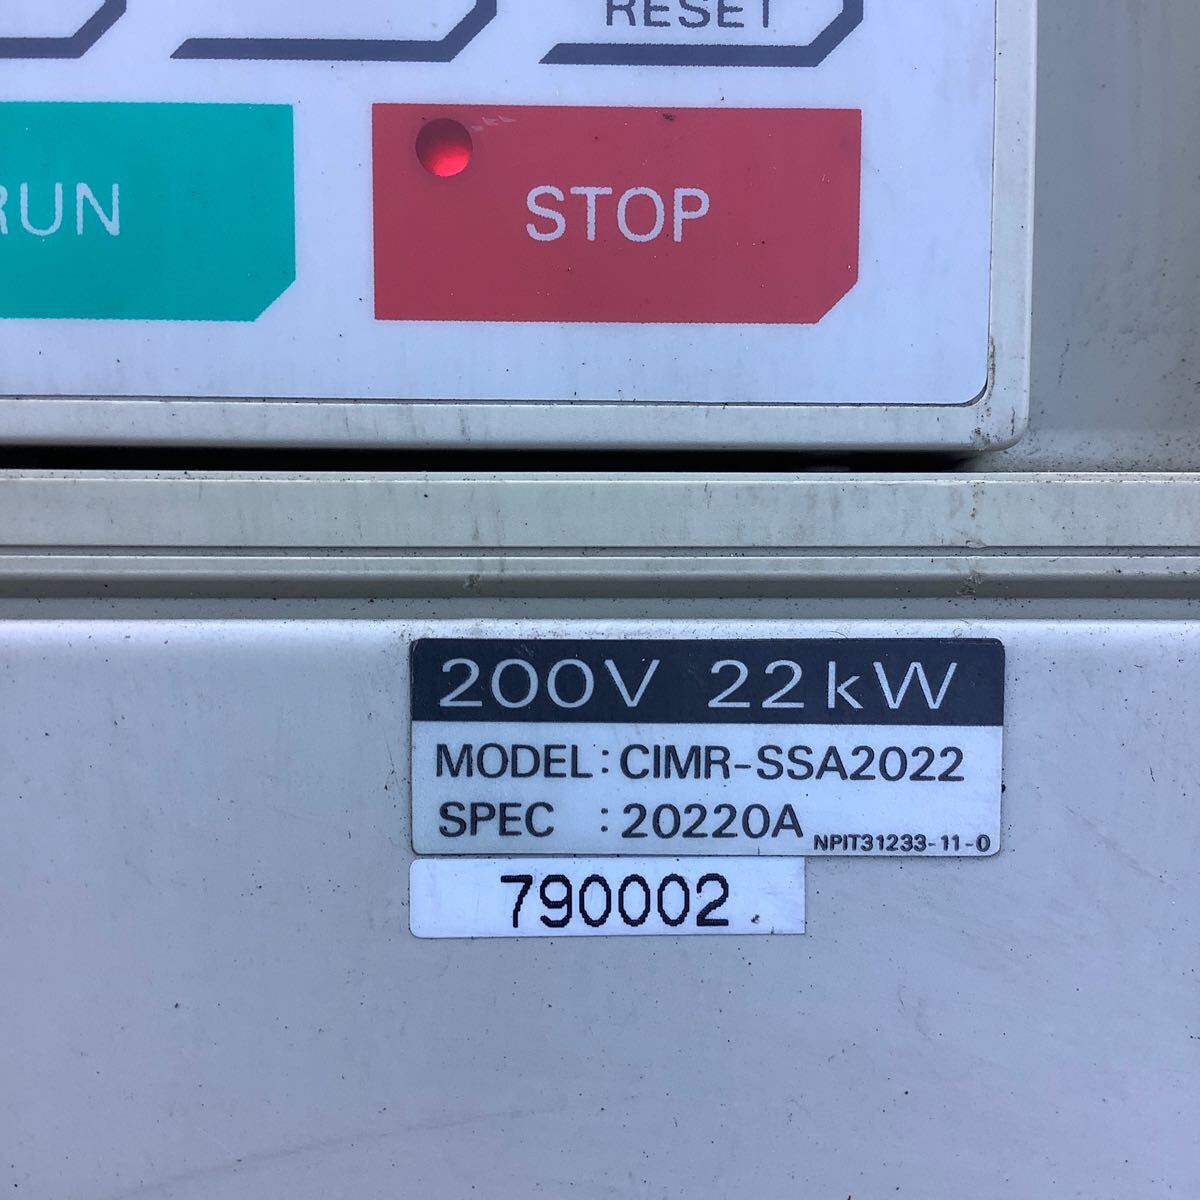 RESET
RUN
STOP
200V 22kW
MODEL: CIMR-SSA2022
SPEC : 20220A
NPIT31233-11-0
790002.